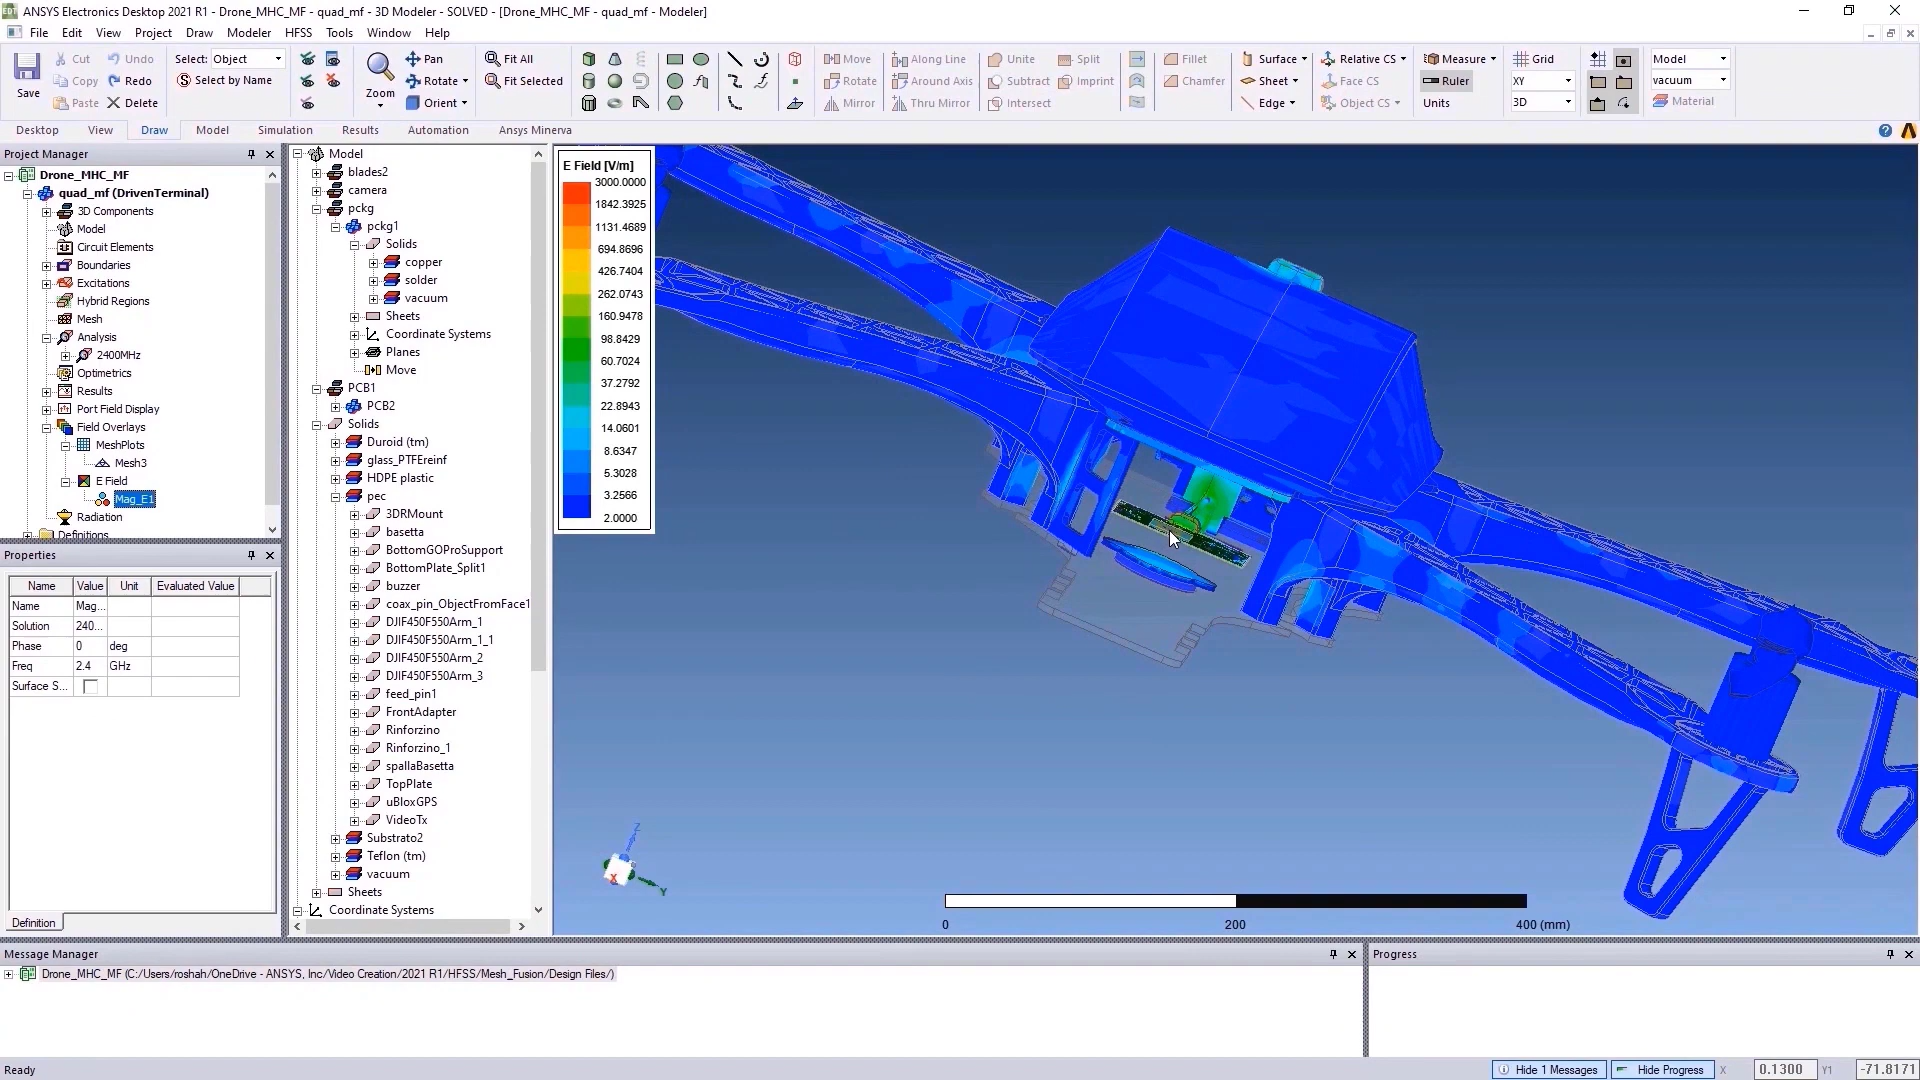 ANSYS Electronics Desktop 2021 R1 - Drone_MHC_MF - quad_mf - 3D Modeler - SOLVED - [Drone_MHC_MF - quad_mf - Modeler]
File Edit View Project Draw Modeler HFSS Tools Window Help
Save
Cut
Copy
Paste
Undo
Redo
Delete
Select: Object
Select by Name
Zoom
Pan
Rotate
Orient
Fit All
Fit Selected
Move
Rotate
Mirror
Along Line
Around Axis
Thru Mirror
Unite
Subtract
Intersect
Split
Imprint
Fillet
Chamfer
Surface
Sheet
Edge
Relative CS
Face CS
Object CS
Measure
Ruler
Units
Grid
XY
3D
Model
vacuum
Material
Desktop View Draw Model Simulation Results Automation Ansys Minerva
Project Manager
Drone_MHC_MF
quad_mf (DrivenTerminal)
3D Components
Model
Circuit Elements
Boundaries
Excitations
Hybrid Regions
Mesh
Analysis
2400MHz
Optimetrics
Results
Port Field Display
Field Overlays
MeshPlots
Mesh3
E Field
Mag_E1
Radiation
Definitions
Properties
Name Value Unit Evaluated Value
Name Mag...
Solution 240...
Phase 0 deg
Freq 2.4 GHz
Surface S...
Definition
Model
blades2
camera
pckg
pckg1
Solids
copper
solder
vacuum
Sheets
Coordinate Systems
Planes
Move
PCB1
PCB2
Solids
Duroid (tm)
glass_PTFEreinf
HDPE plastic
pec
3DRMount
basetta
BottomGOProSupport
BottomPlate_Split1
buzzer
coax_pin_ObjectFromFace1
DJIF450F550Arm_1
DJIF450F550Arm_1_1
DJIF450F550Arm_2
DJIF450F550Arm_3
feed_pin1
FrontAdapter
Rinforzino
Rinforzino_1
spallaBasetta
TopPlate
uBloxGPS
VideoTx
Substrato2
Teflon (tm)
vacuum
Sheets
Coordinate Systems
E Field [V/m]
3000.0000
1842.3925
1131.4689
694.8696
426.7404
262.0743
160.9478
98.8429
60.7024
37.2792
22.8943
14.0601
8.6347
5.3028
3.2566
2.0000
Z
X
Y
0 200 400 (mm)
Message Manager
Drone_MHC_MF (C:/Users/roshah/OneDrive - ANSYS, Inc/Video Creation/2021 R1/HFSS/Mesh_Fusion/Design Files/)
Progress
Ready
Hide 1 Messages
Hide Progress
X 0.1300 Y1 -71.8171